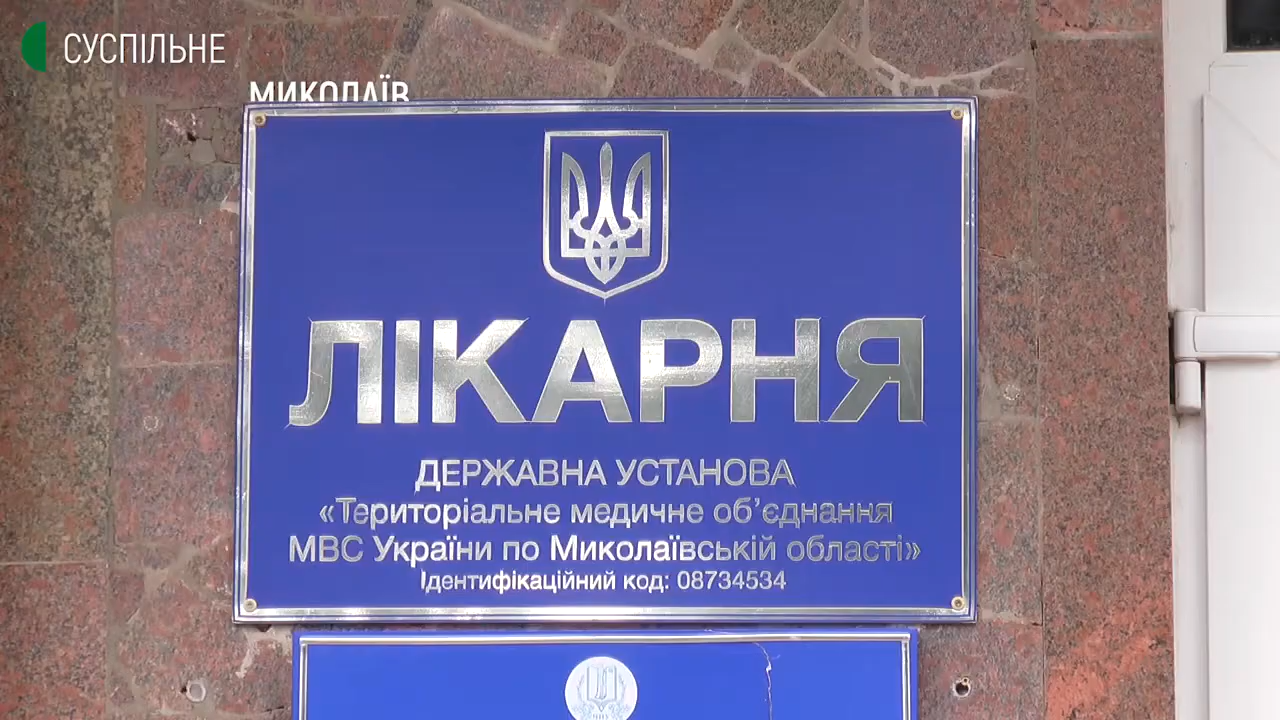 СУСПІЛЬНЕ
МИКОЛАЇВ
ЛІКАРНЯ
ДЕРЖАВНА УСТАНОВА
«Територіальне медичне об’єднання
МВС України по Миколаївській області»
Ідентифікаційний код: 08734534